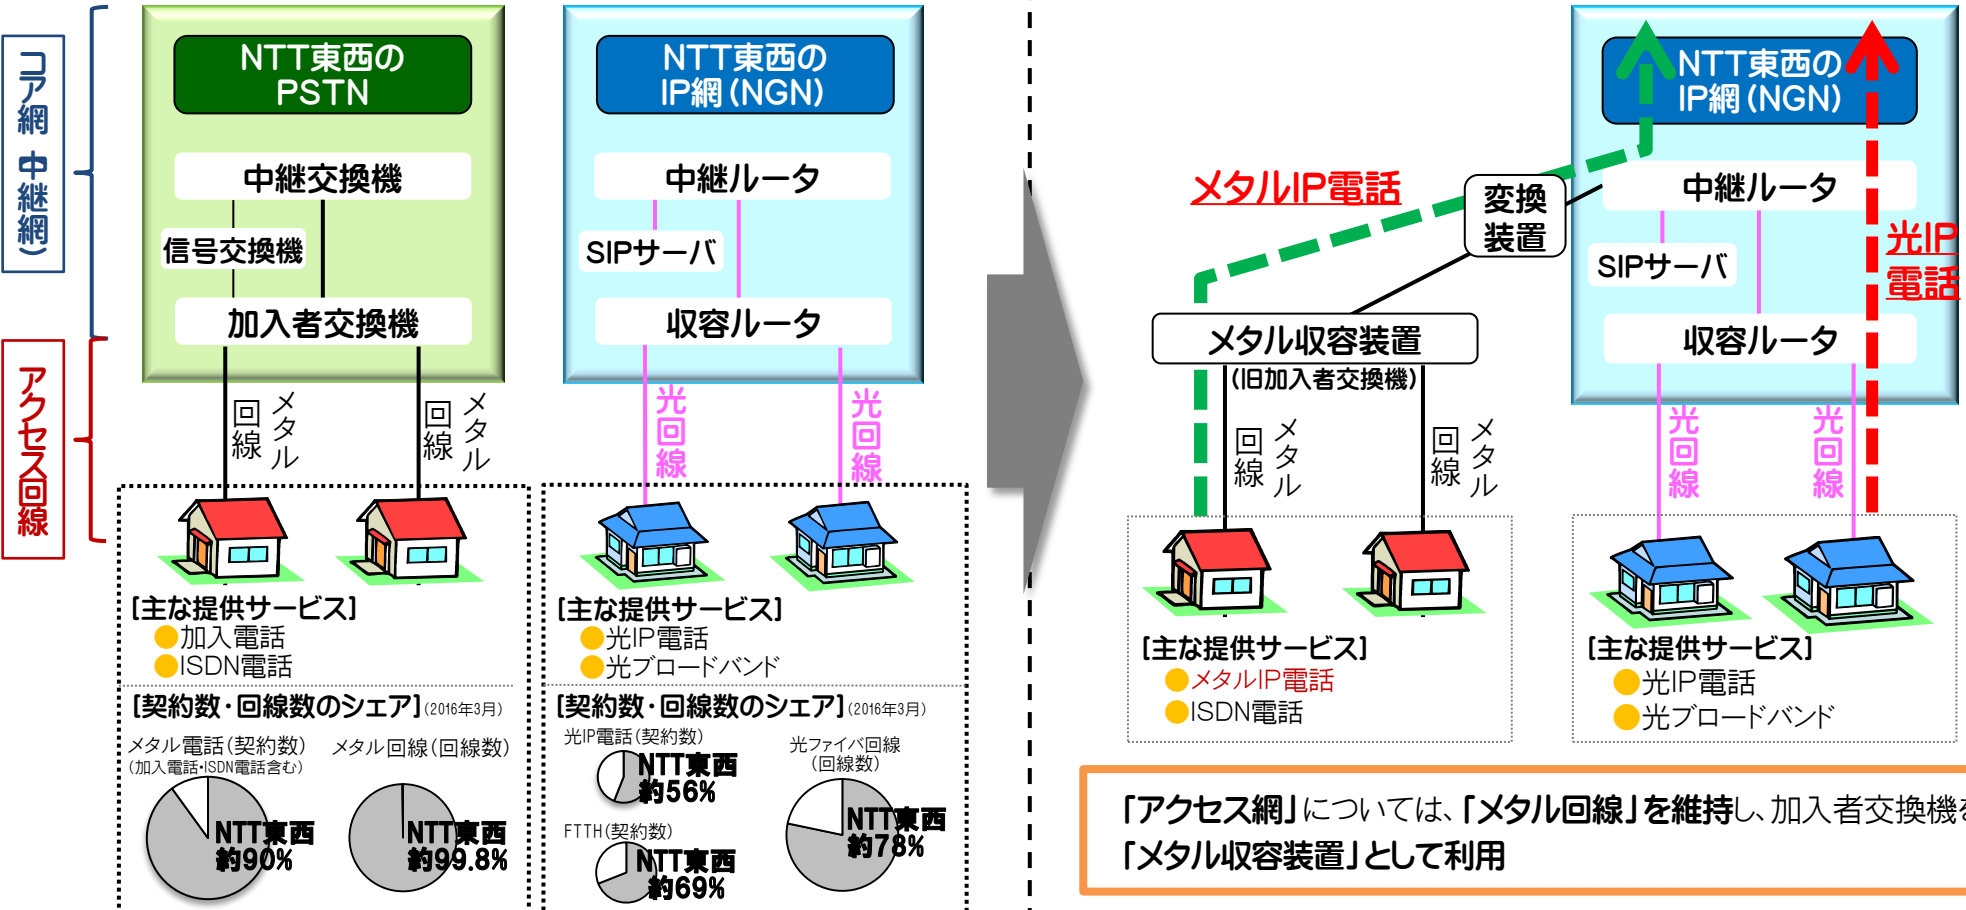 コア網（中継網）
アクセス回線
NTT東西の
PSTN
中継交換機
信号交換機
加入者交換機
メタル
回線
メタル
回線
[主な提供サービス]
●加入電話
●ISDN電話
[契約数・回線数のシェア](2016年3月)
メタル電話(契約数)
(加入電話・ISDN電話含む)
NTT東西
約90%
メタル回線(回線数)
NTT東西
約99.8%
NTT東西の
IP網(NGN)
中継ルータ
SIPサーバ
収容ルータ
光回線
光回線
[主な提供サービス]
●光IP電話
●光ブロードバンド
[契約数・回線数のシェア](2016年3月)
光IP電話(契約数)
NTT東西
約56%
FTTH(契約数)
NTT東西
約69%
光ファイバ回線
(回線数)
NTT東西
約78%
メタルIP電話
変換
装置
メタル収容装置
(旧加入者交換機)
メタル
回線
メタル
回線
[主な提供サービス]
●メタルIP電話
●ISDN電話
NTT東西の
IP網(NGN)
中継ルータ
SIPサーバ
収容ルータ
光IP
電話
光回線
光回線
[主な提供サービス]
●光IP電話
●光ブロードバンド
「アクセス網」については、「メタル回線」を維持し、加入者交換機を
「メタル収容装置」として利用